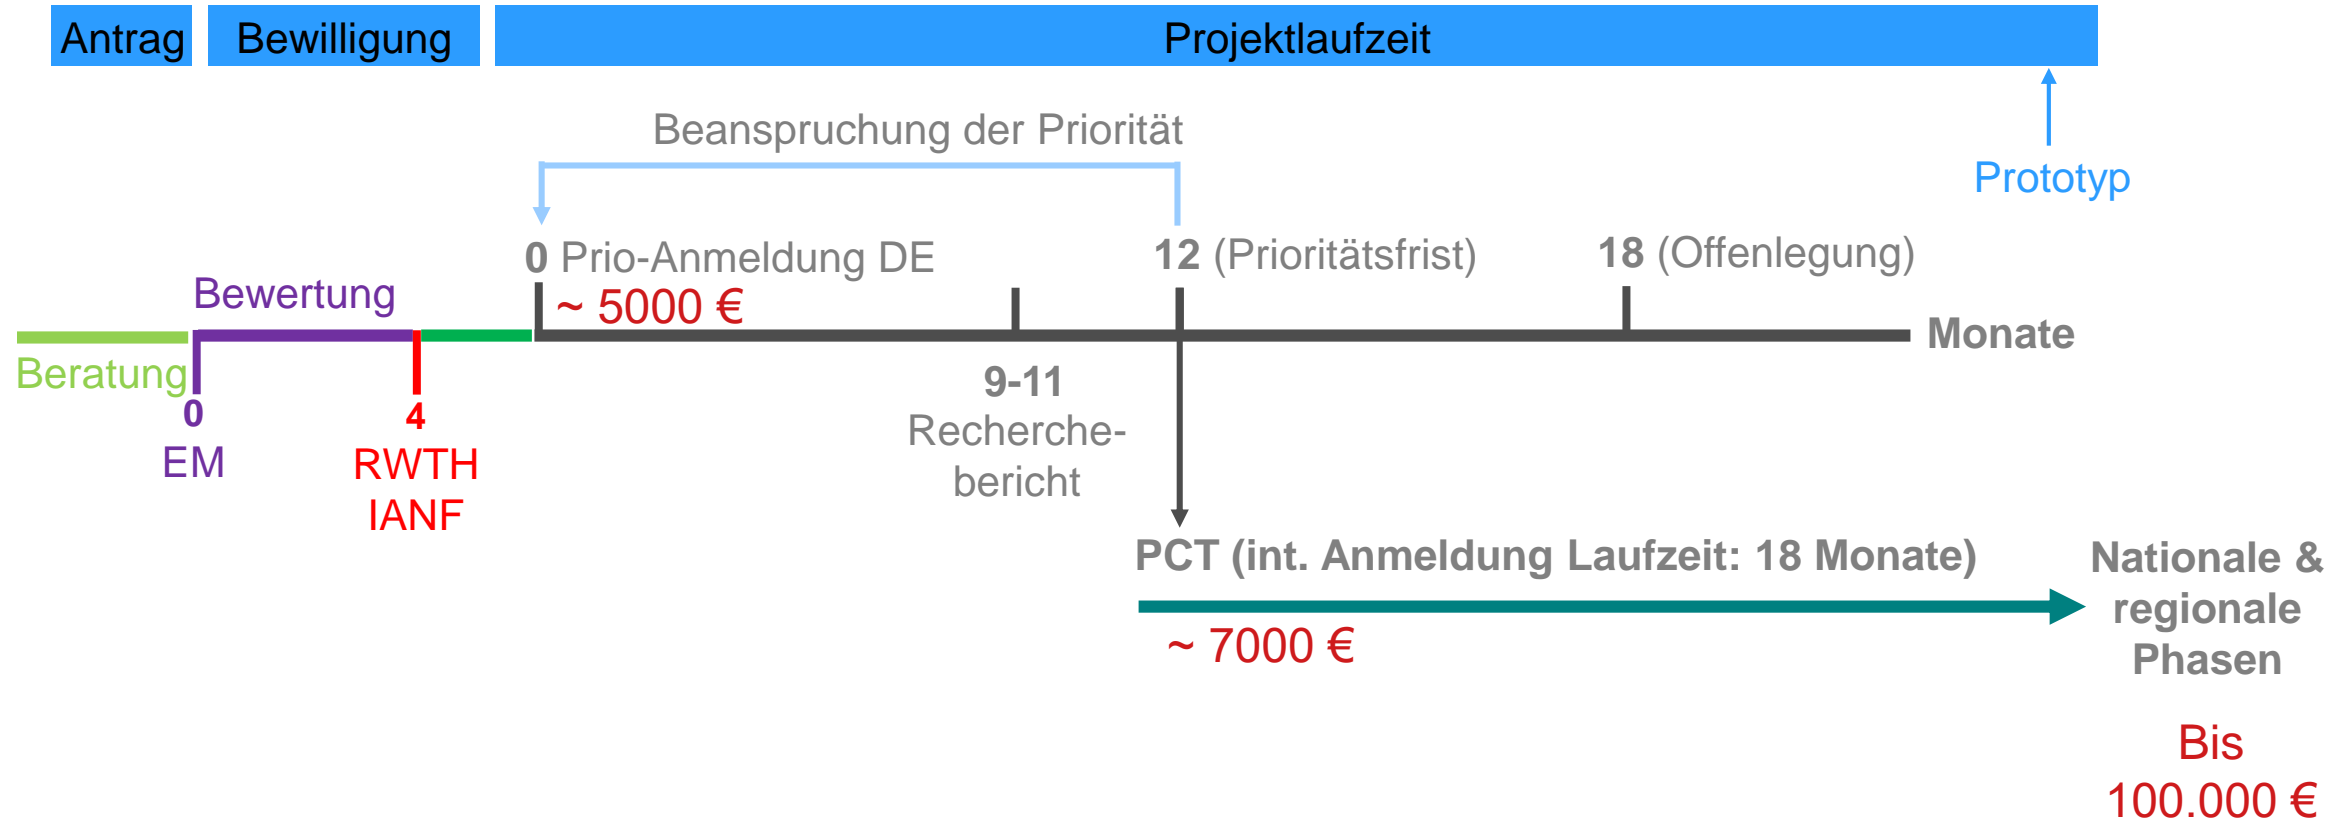 Antrag
Bewilligung
Projektlaufzeit
Beanspruchung der Priorität
Prototyp
0 Prio-Anmeldung DE
~ 5000 €
12 (Prioritätsfrist)
18 (Offenlegung)
Bewertung
Monate
Beratung
0
EM
4
RWTH
IANF
9-11
Recherche-
bericht
PCT (int. Anmeldung Laufzeit: 18 Monate)
~ 7000 €
Nationale &
regionale
Phasen
Bis
100.000 €